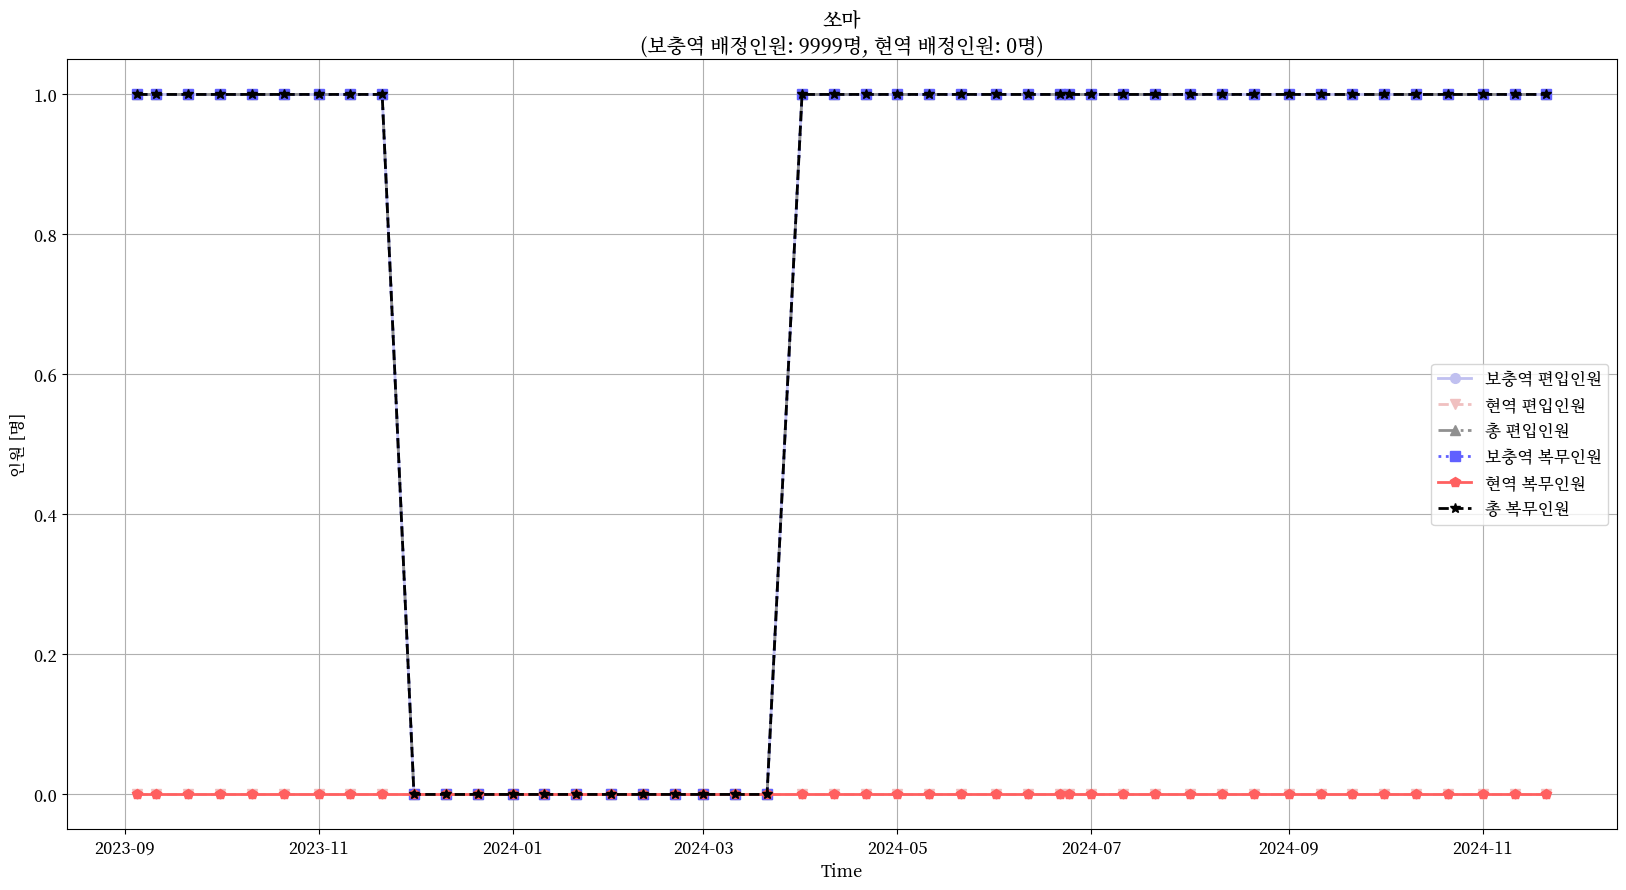 쏘마
(보충역 배정인원: 9999명, 현역 배정인원: 0명)
1.0
0.8
0.6
0.4
0.2
0.0
인원 [명]
보충역 편입인원
현역 편입인원
총 편입인원
보충역 복무인원
현역 복무인원
총 복무인원
2023-09
2023-11
2024-01
2024-03
2024-05
2024-07
2024-09
2024-11
Time